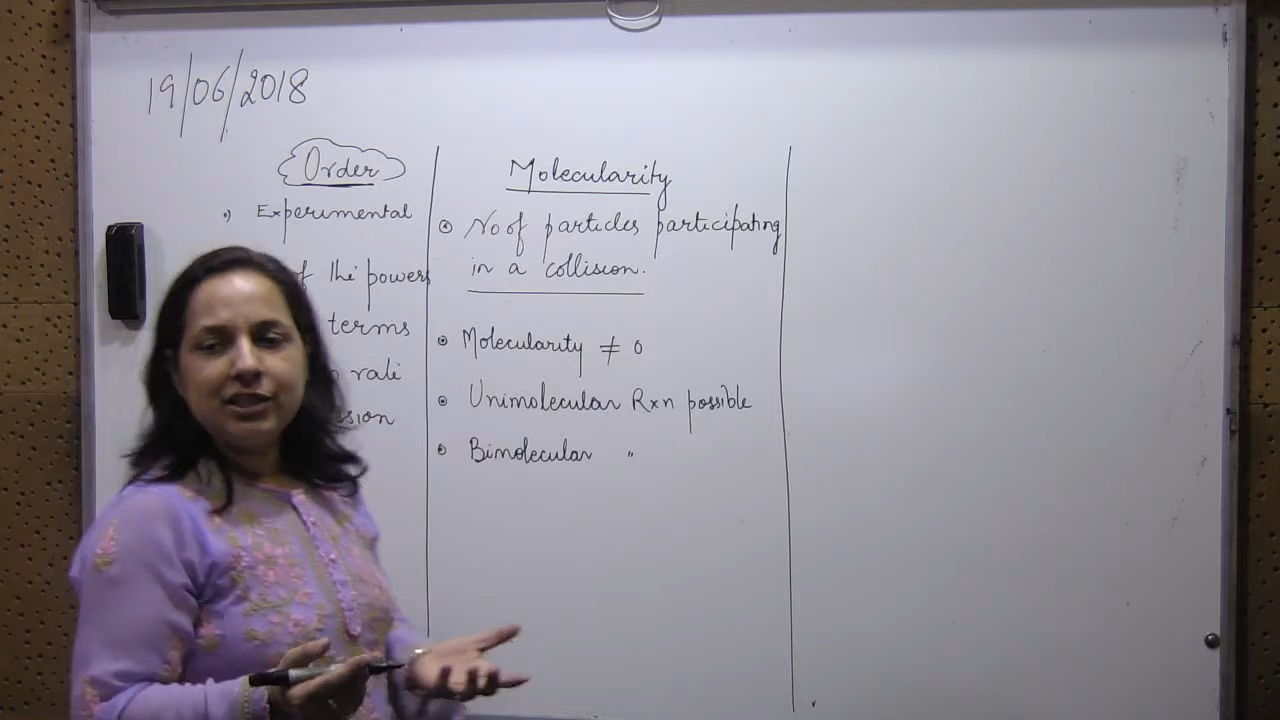 19/06/2018
Order
Experimental
of the powers
terms
rate
Molecularity
No of particles participating
in a collision.
Molecularity ≠ 0
Unimolecular Rxn possible
Bimolecular "